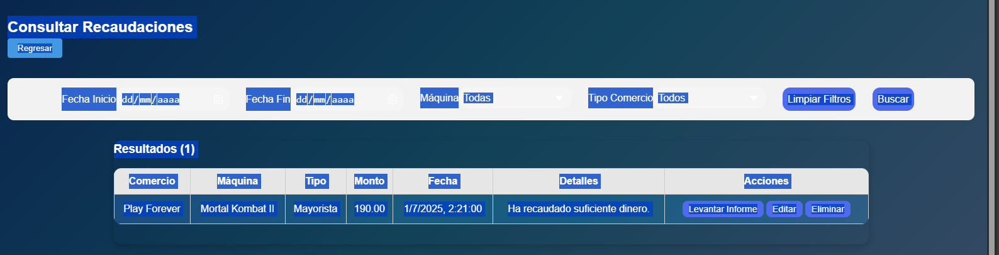 Consultar Recaudaciones
Regresar
Fecha Inicio dd/mm/aaaa Fecha Fin dd/mm/aaaa Máquina Todas Tipo Comercio Todos Limpiar Filtros Buscar
Resultados (1)
Comercio Máquina Tipo Monto Fecha Detalles Acciones
Play Forever Mortal Kombat II Mayorista 190.00 1/7/2025, 2:21:00 Ha recaudado suficiente dinero. Levantar Informe Editar Eliminar